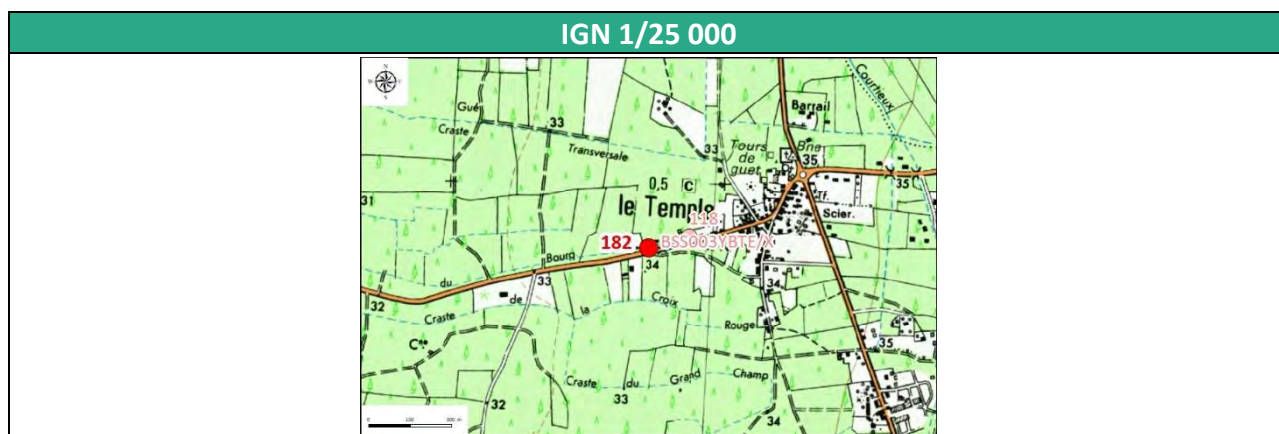 IGN 1/25 000
N
Gué
Craste
33
Transversale
33
Barrail
Courtieux
Tours
de
guet
Bne
35
35
31
0,5 C
le Temple
Tf.
Scier.
118
182
BSS003YBTE/X
34
Bourg
du
33
34
32
Craste
de
la
Croix
Rouge
C
35
Craste
du
Grand
Champ
33
32
34